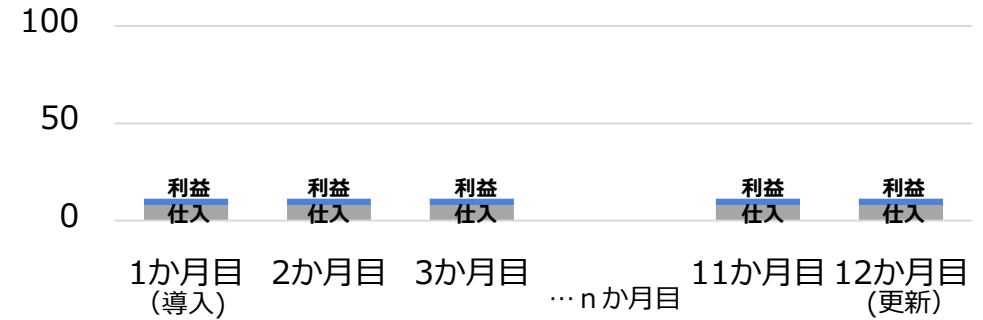 100
50
利益 利益 利益 利益 利益
仕入 仕入 仕入 仕入 仕入
0
1か月目 2か月目 3か月目 11か月目 12か月目
…nか月目
（導入) (更新）